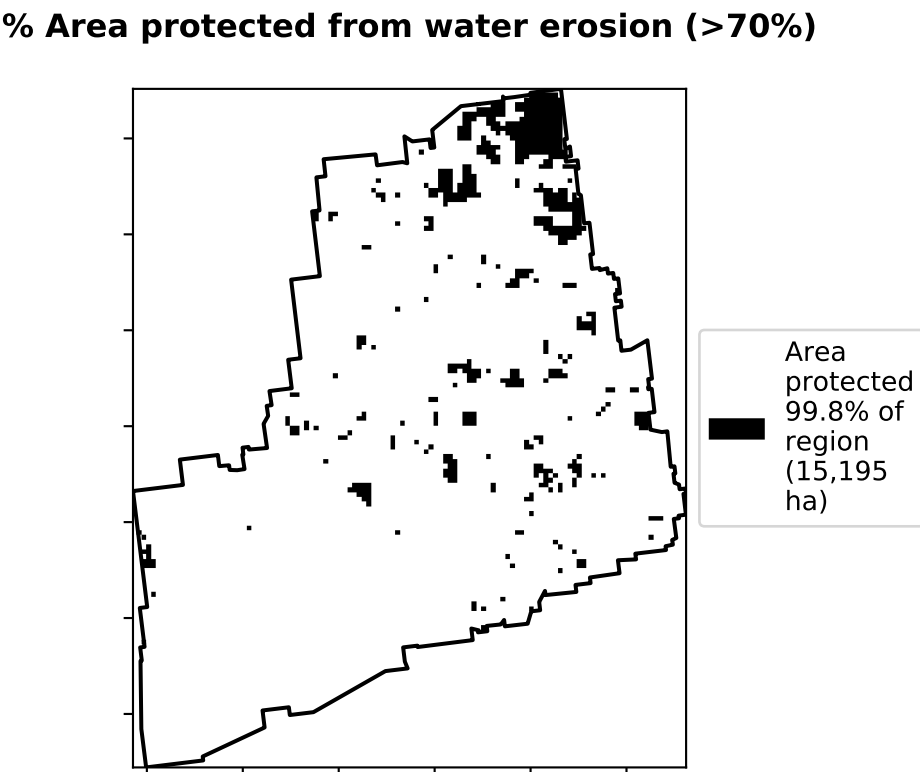 % Area protected from water erosion (>70%)
Area
protected
99.8% of
region
(15,195
ha)